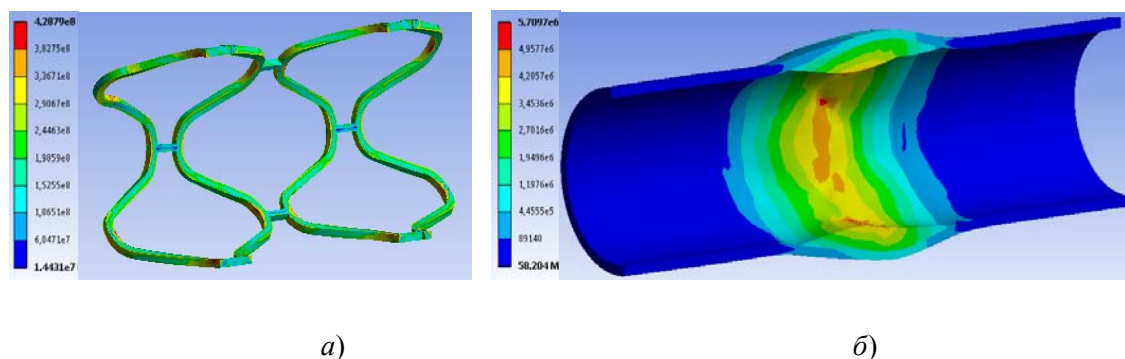 4,2879e8
3,8275e8
3,3671e8
2,9067e8
2,4463e8
1,9859e8
1,5255e8
1,0651e8
6,0471e7
1,4431e7
5,7097e6
4,9577e6
4,2057e6
3,4536e6
2,7016e6
1,9496e6
1,1976e6
4,4555e5
89140
58,204 M
а) б)